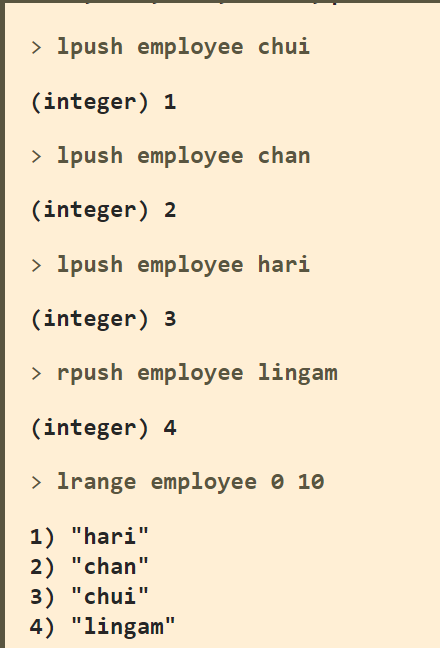 > lpush employee chui
(integer) 1
> lpush employee chan
(integer) 2
> lpush employee hari
(integer) 3
> rpush employee lingam
(integer) 4
> lrange employee 0 10
1) "hari"
2) "chan"
3) "chui"
4) "lingam"